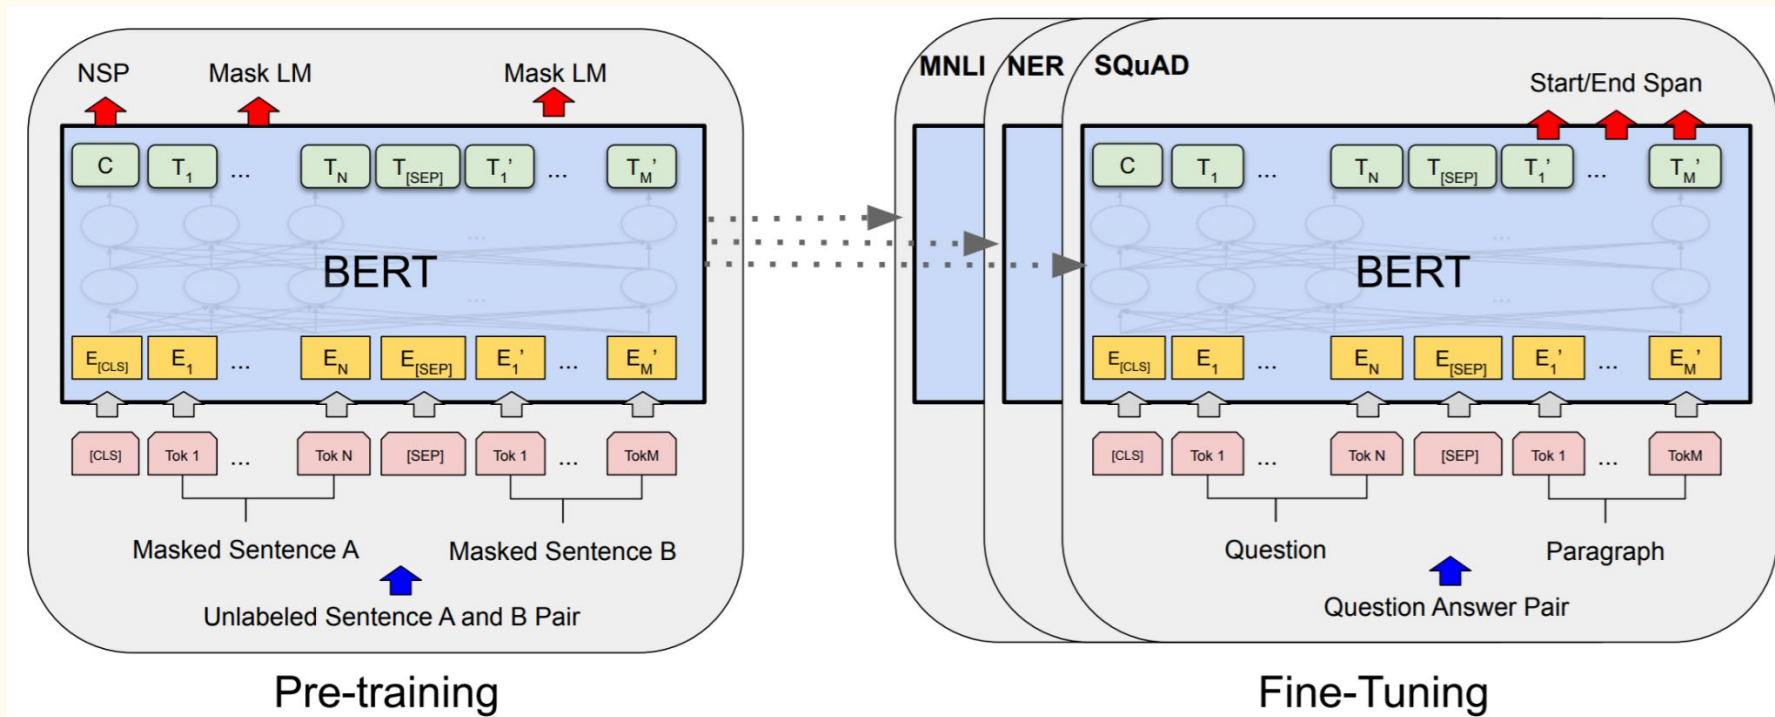 NSP Mask LM Mask LM
C T1 ... TN T[SEP] T1' ... TM'
...
BERT
...
E[CLS] E1 ... EN E[SEP] E1' ... EM'
[CLS] Tok 1 ... Tok N [SEP] Tok 1 ... TokM
Masked Sentence A Masked Sentence B
Unlabeled Sentence A and B Pair
Pre-training
MNLI NER SQuAD
Start/End Span
C T1 ... TN T[SEP] T1' ... TM'
...
BERT
...
E[CLS] E1 ... EN E[SEP] E1' ... EM'
[CLS] Tok 1 ... Tok N [SEP] Tok 1 ... TokM
Question Paragraph
Question Answer Pair
Fine-Tuning